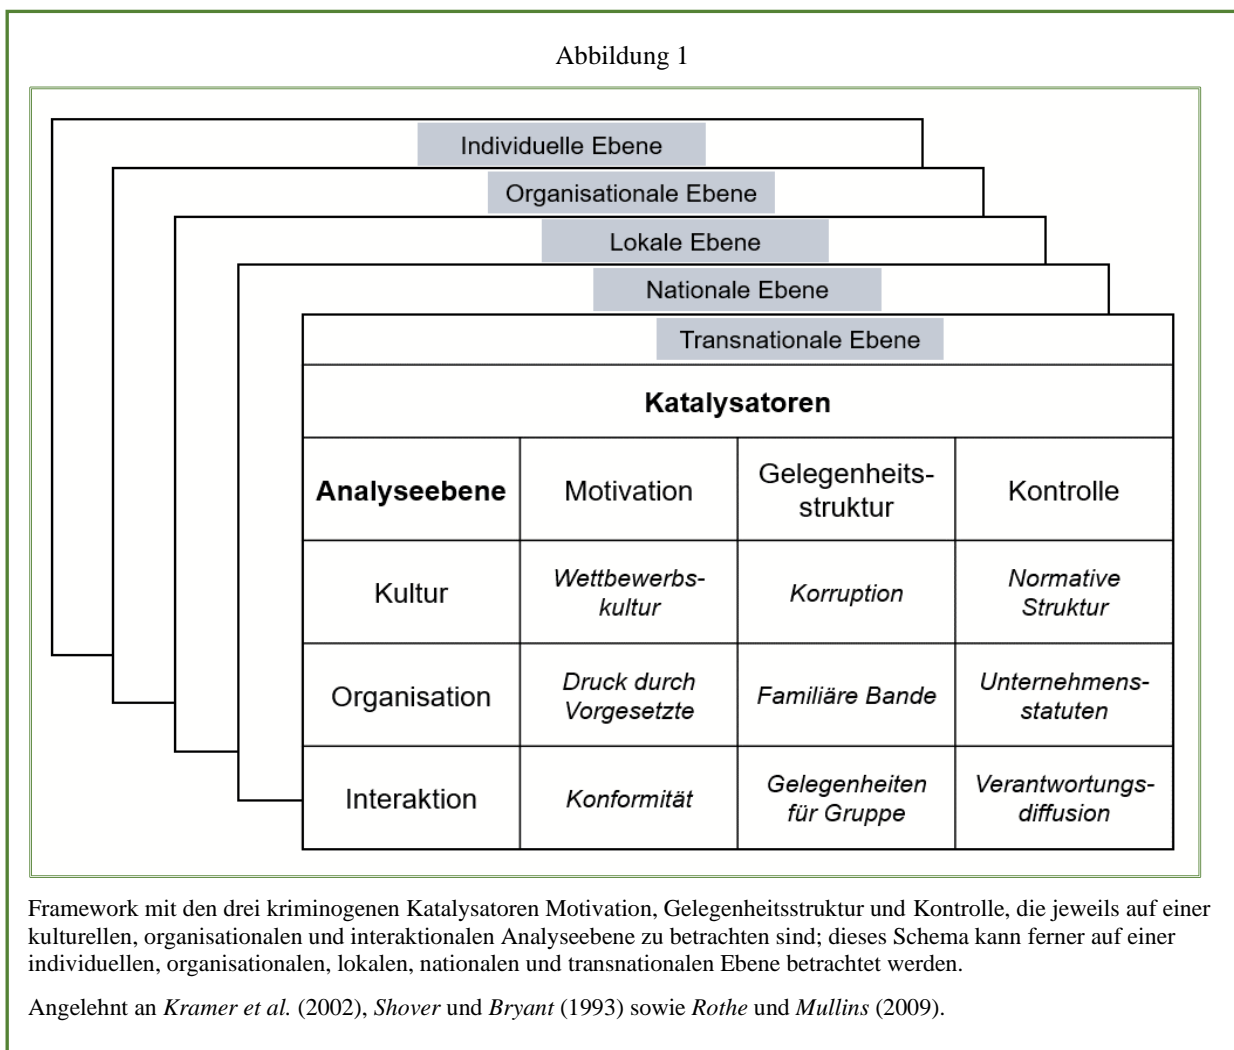 Abbildung 1
Individuelle Ebene
Organisationale Ebene
Lokale Ebene
Nationale Ebene
Transnationale Ebene
Katalysatoren
Analyseebene
Motivation
Gelegenheits-
struktur
Kontrolle
Kultur
Wettbewerbs-
kultur
Korruption
Normative
Struktur
Organisation
Druck durch
Vorgesetzte
Familiäre Bande
Unternehmens-
statuten
Interaktion
Konformität
Gelegenheiten
für Gruppe
Verantwortungs-
diffusion
Framework mit den drei kriminogenen Katalysatoren Motivation, Gelegenheitsstruktur und Kontrolle, die jeweils auf einer
kulturellen, organisationalen und interaktionalen Analyseebene zu betrachten sind; dieses Schema kann ferner auf einer
individuellen, organisationalen, lokalen, nationalen und transnationalen Ebene betrachtet werden.
Angelehnt an Kramer et al. (2002), Shover und Bryant (1993) sowie Rothe und Mullins (2009).